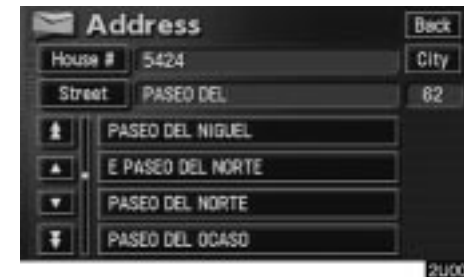 Address Back
House # 5424 City
Street PASEO DEL 62
PASEO DEL NIGUEL
E PASEO DEL NORTE
PASEO DEL NORTE
PASEO DEL OCASO